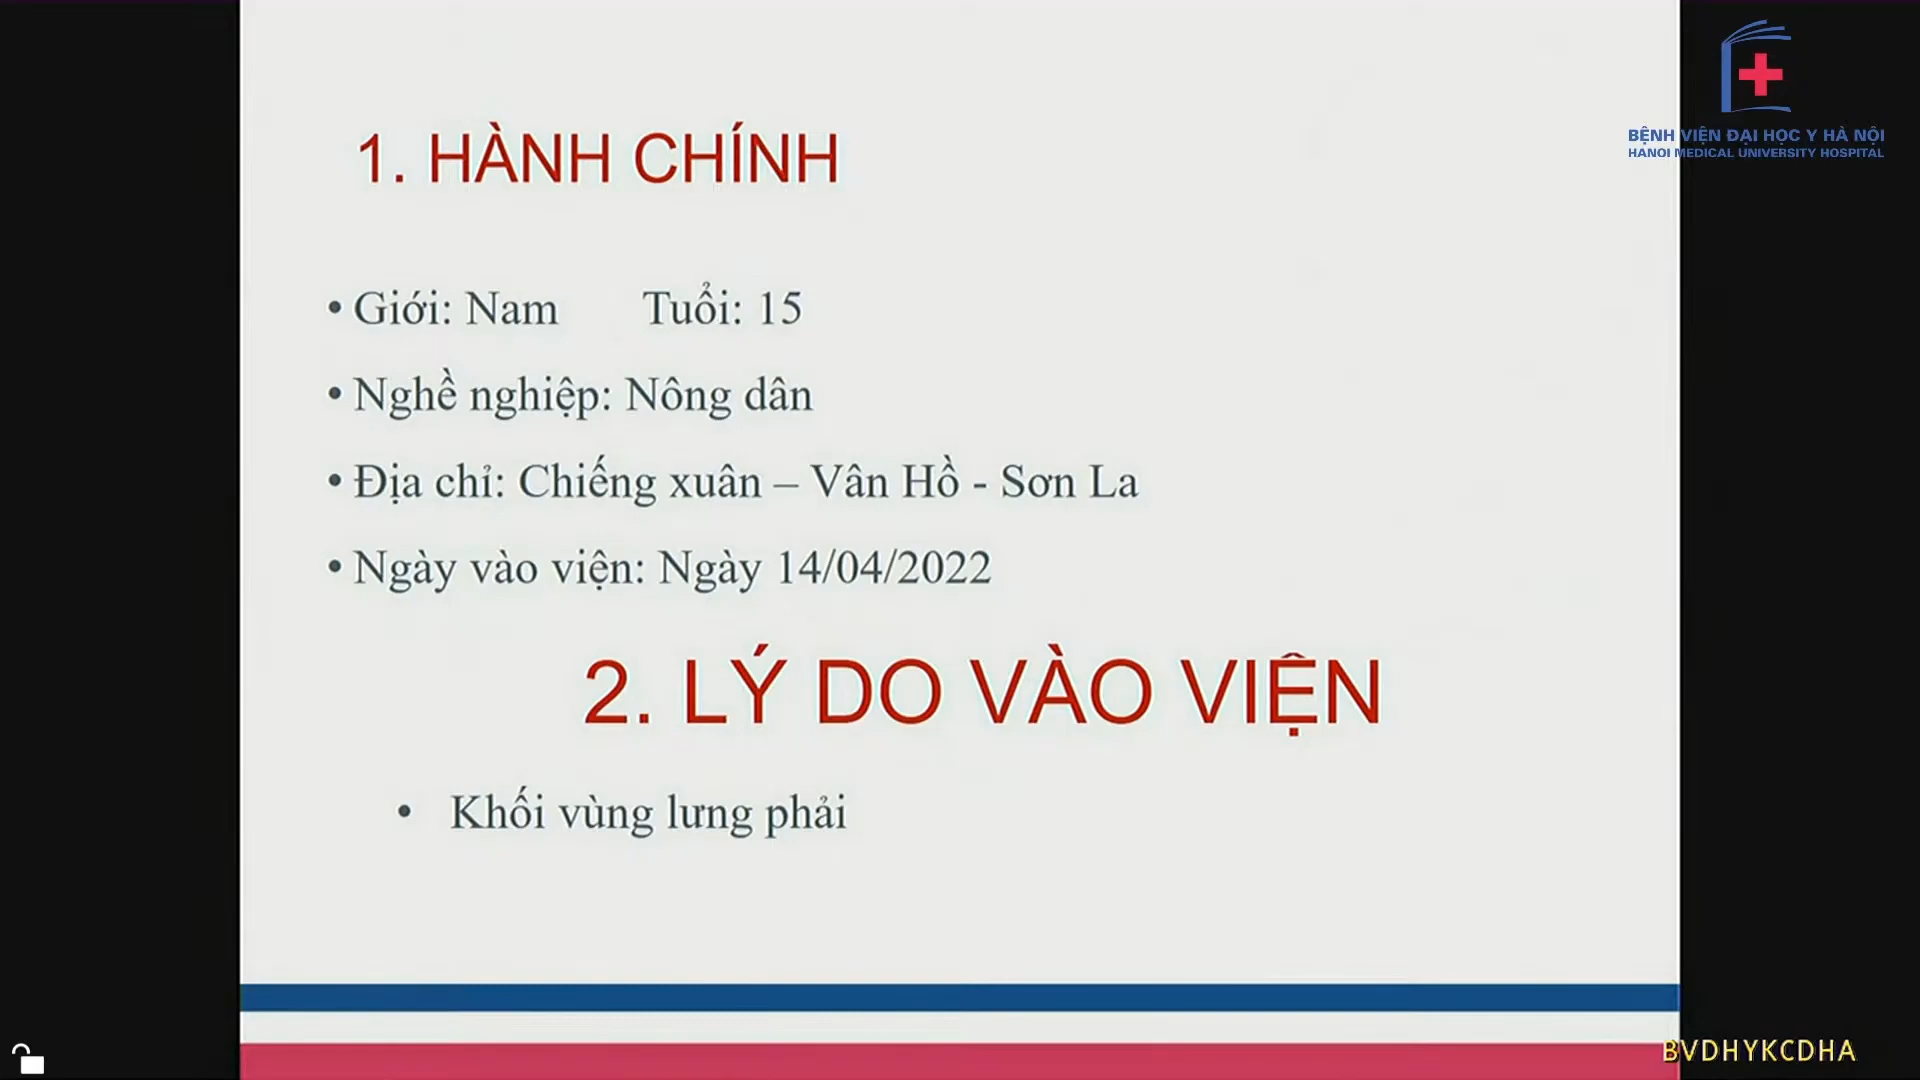 BỆNH VIỆN ĐẠI HỌC Y HÀ NỘI
HANOI MEDICAL UNIVERSITY HOSPITAL
1. HÀNH CHÍNH
• Giới: Nam Tuổi: 15
• Nghề nghiệp: Nông dân
• Địa chỉ: Chiếng xuân – Vân Hồ - Sơn La
• Ngày vào viện: Ngày 14/04/2022
2. LÝ DO VÀO VIỆN
• Khối vùng lưng phải
BVDHYKCDHA